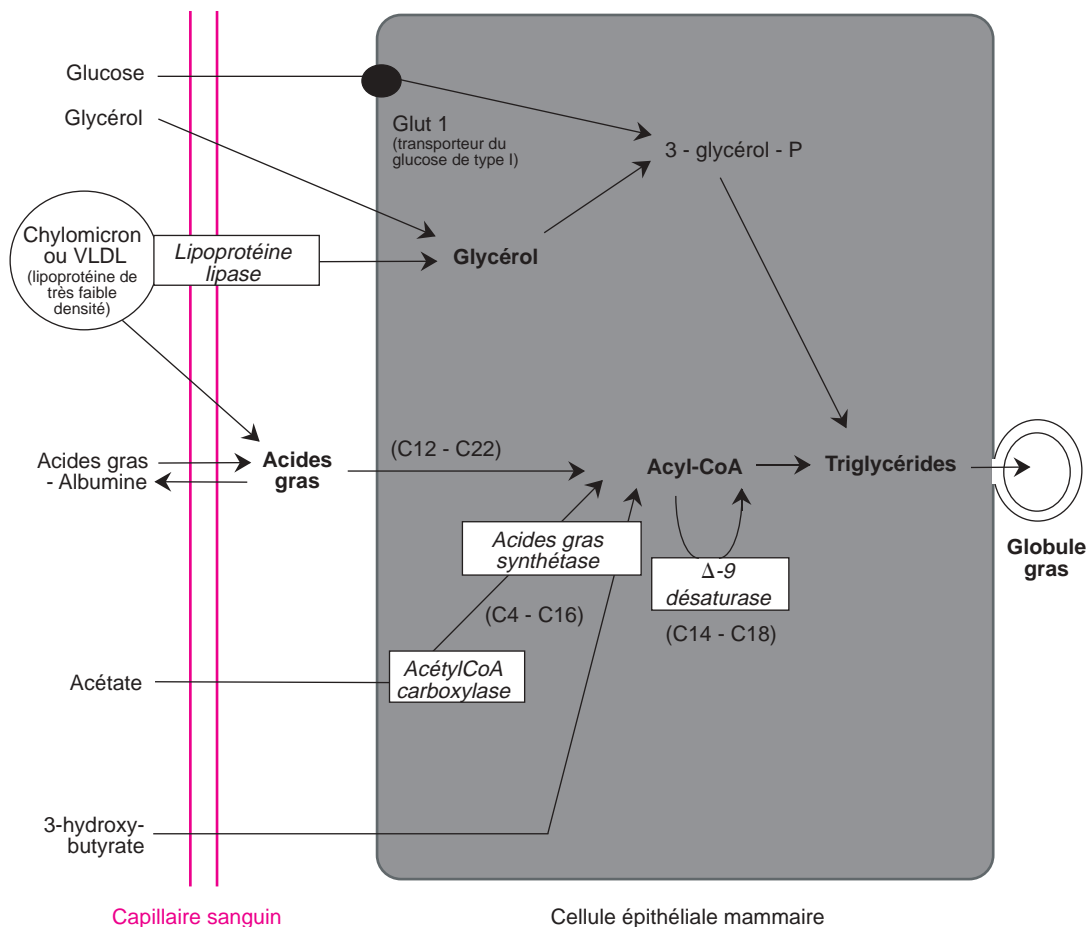 Glucose
Glycérol
Glut 1
(transporteur du
glucose de type I)
3 - glycérol - P
Chylomicron
ou VLDL
(lipoprotéine de
très faible
densité)
Lipoprotéine
lipase
Glycérol
Acides gras
- Albumine
Acides
gras
(C12 - C22)
Acyl-CoA
Triglycérides
Globule
gras
Acides gras
synthétase
Δ-9
désaturase
(C4 - C16)
(C14 - C18)
Acétate
AcétylCoA
carboxylase
3-hydroxy-
butyrate
Capillaire sanguin
Cellule épithéliale mammaire